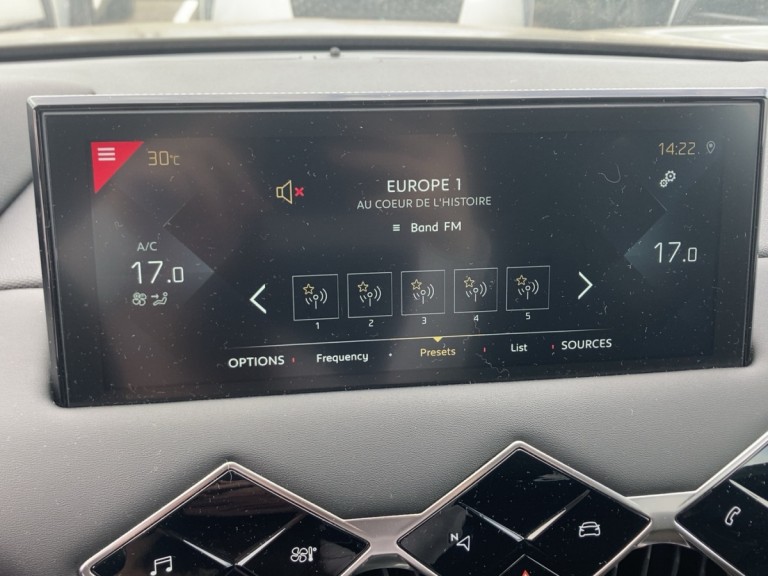 30°C
14:22
EUROPE 1
AU COEUR DE L'HISTOIRE
Band FM
A/C
17.0
17.0
1 2 3 4 5
OPTIONS Frequency Presets List SOURCES
N